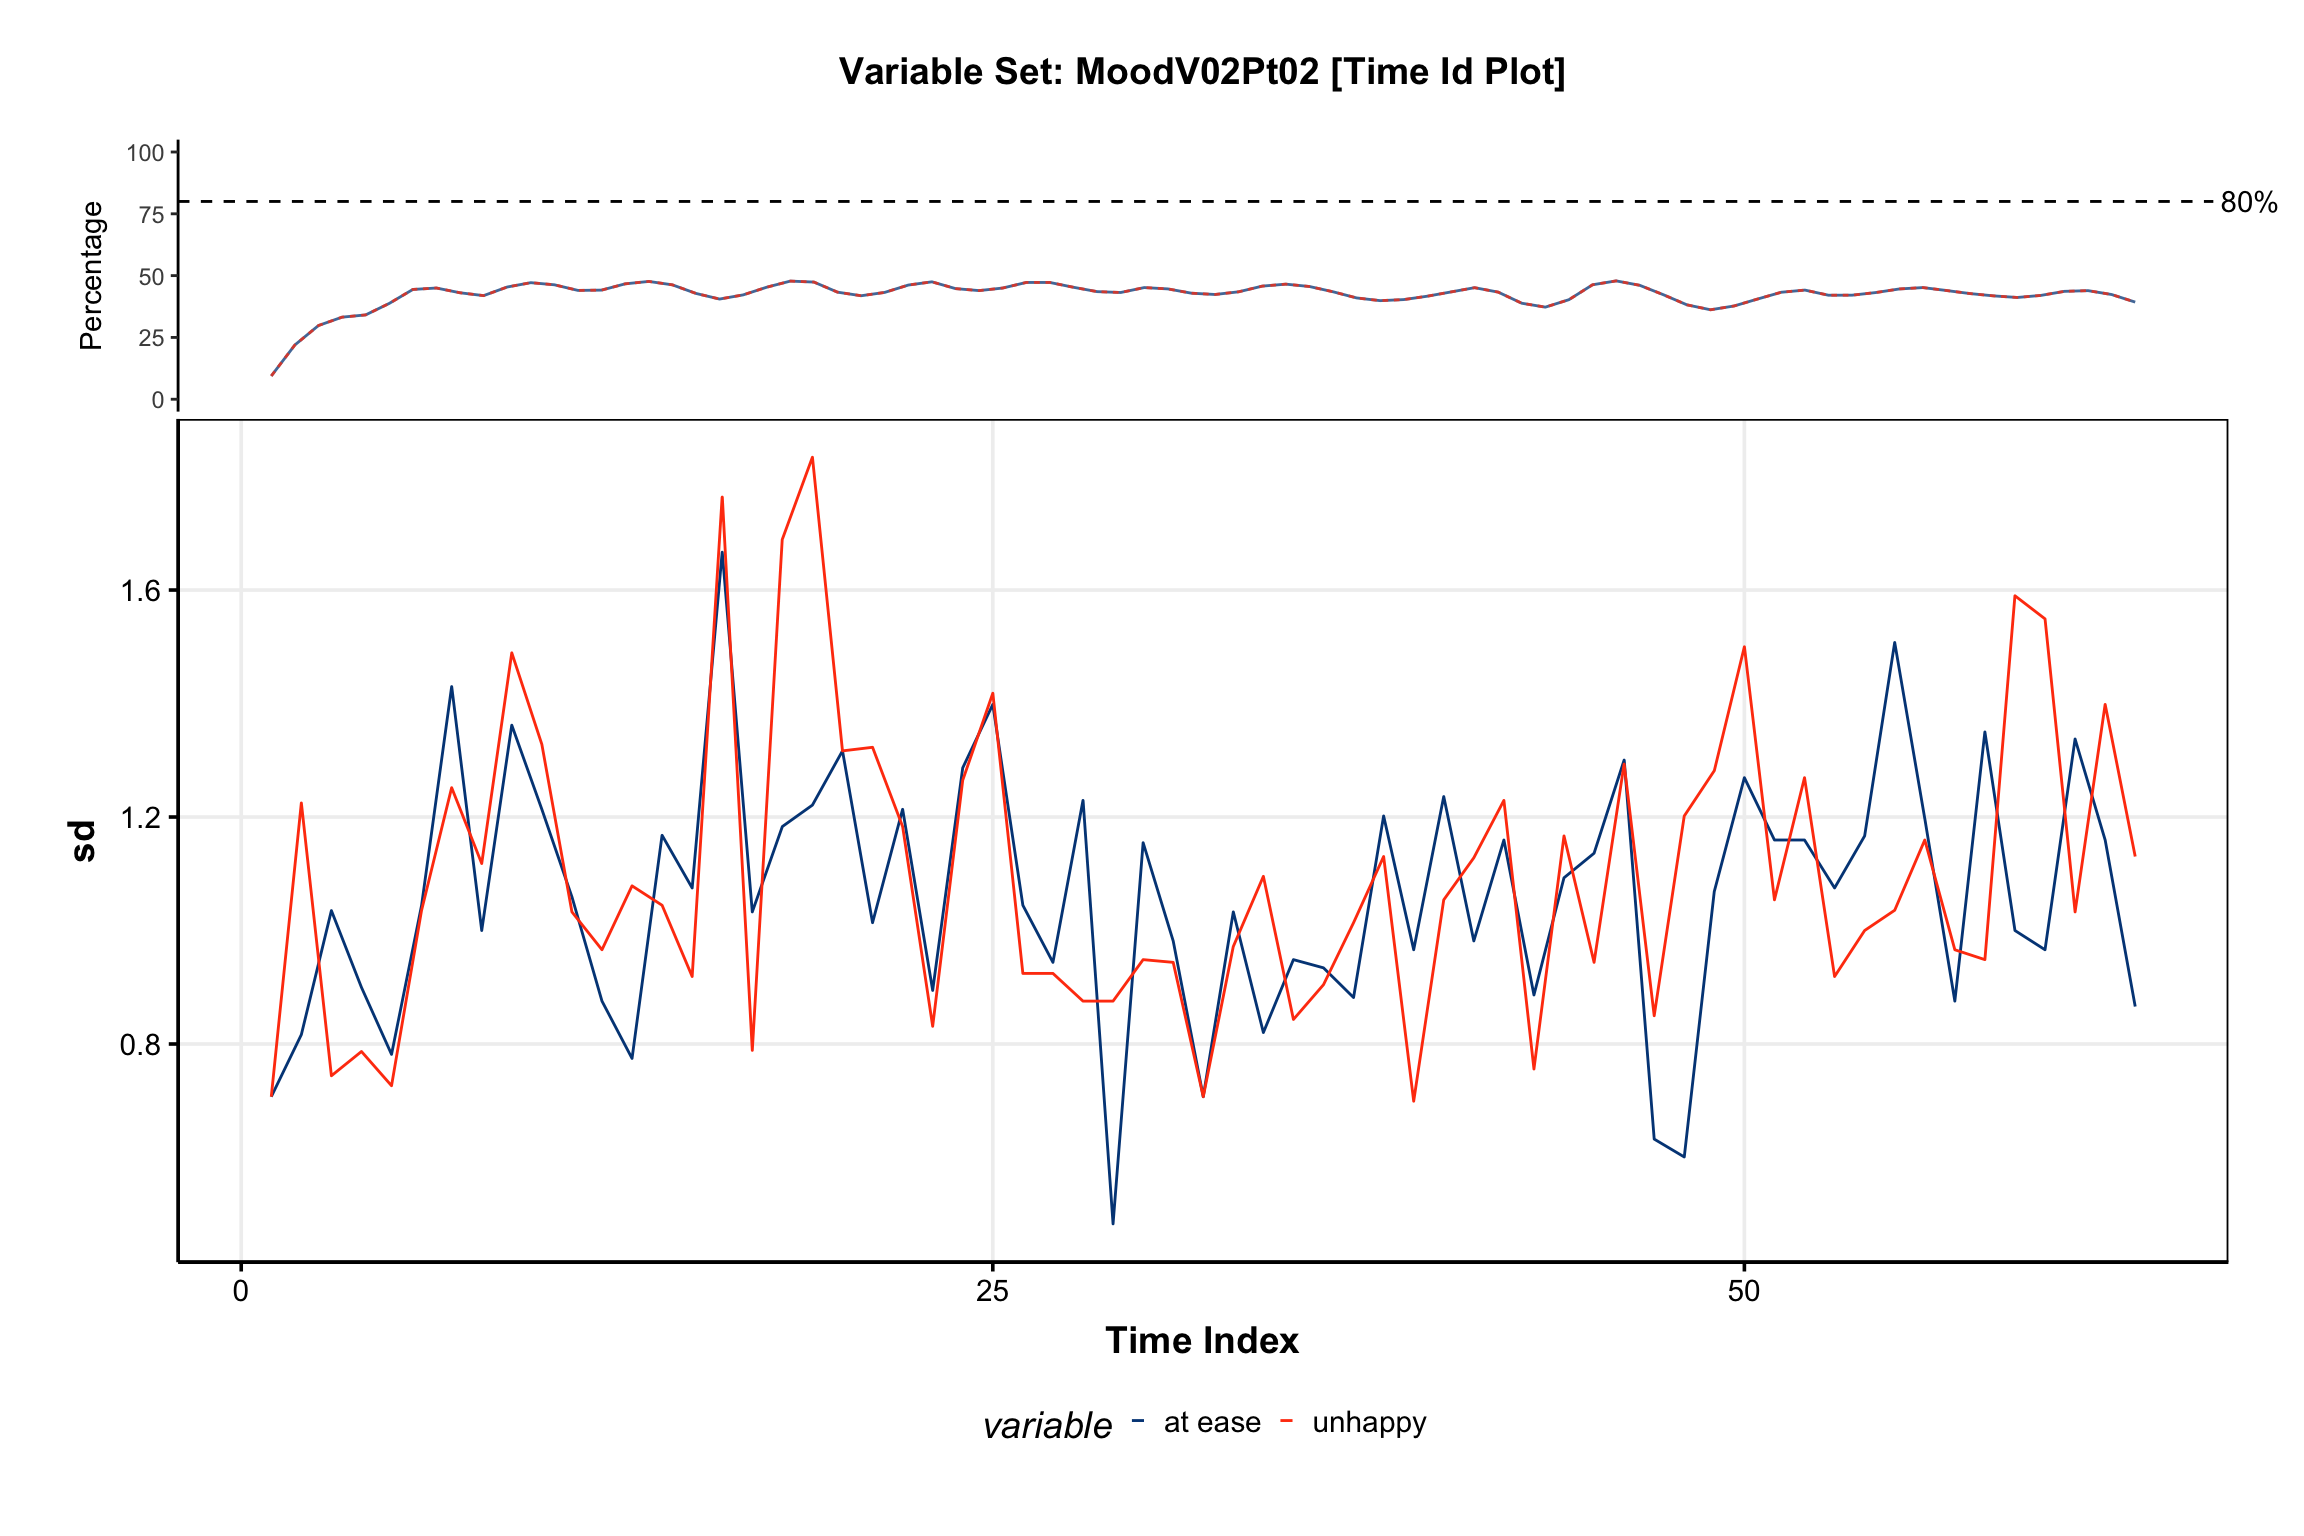 Variable Set: MoodV02Pt02 [Time Id Plot]
Percentage
100
75
50
25
0
80%
sd
1.6
1.2
0.8
0
25
50
Time Index
variable at ease unhappy